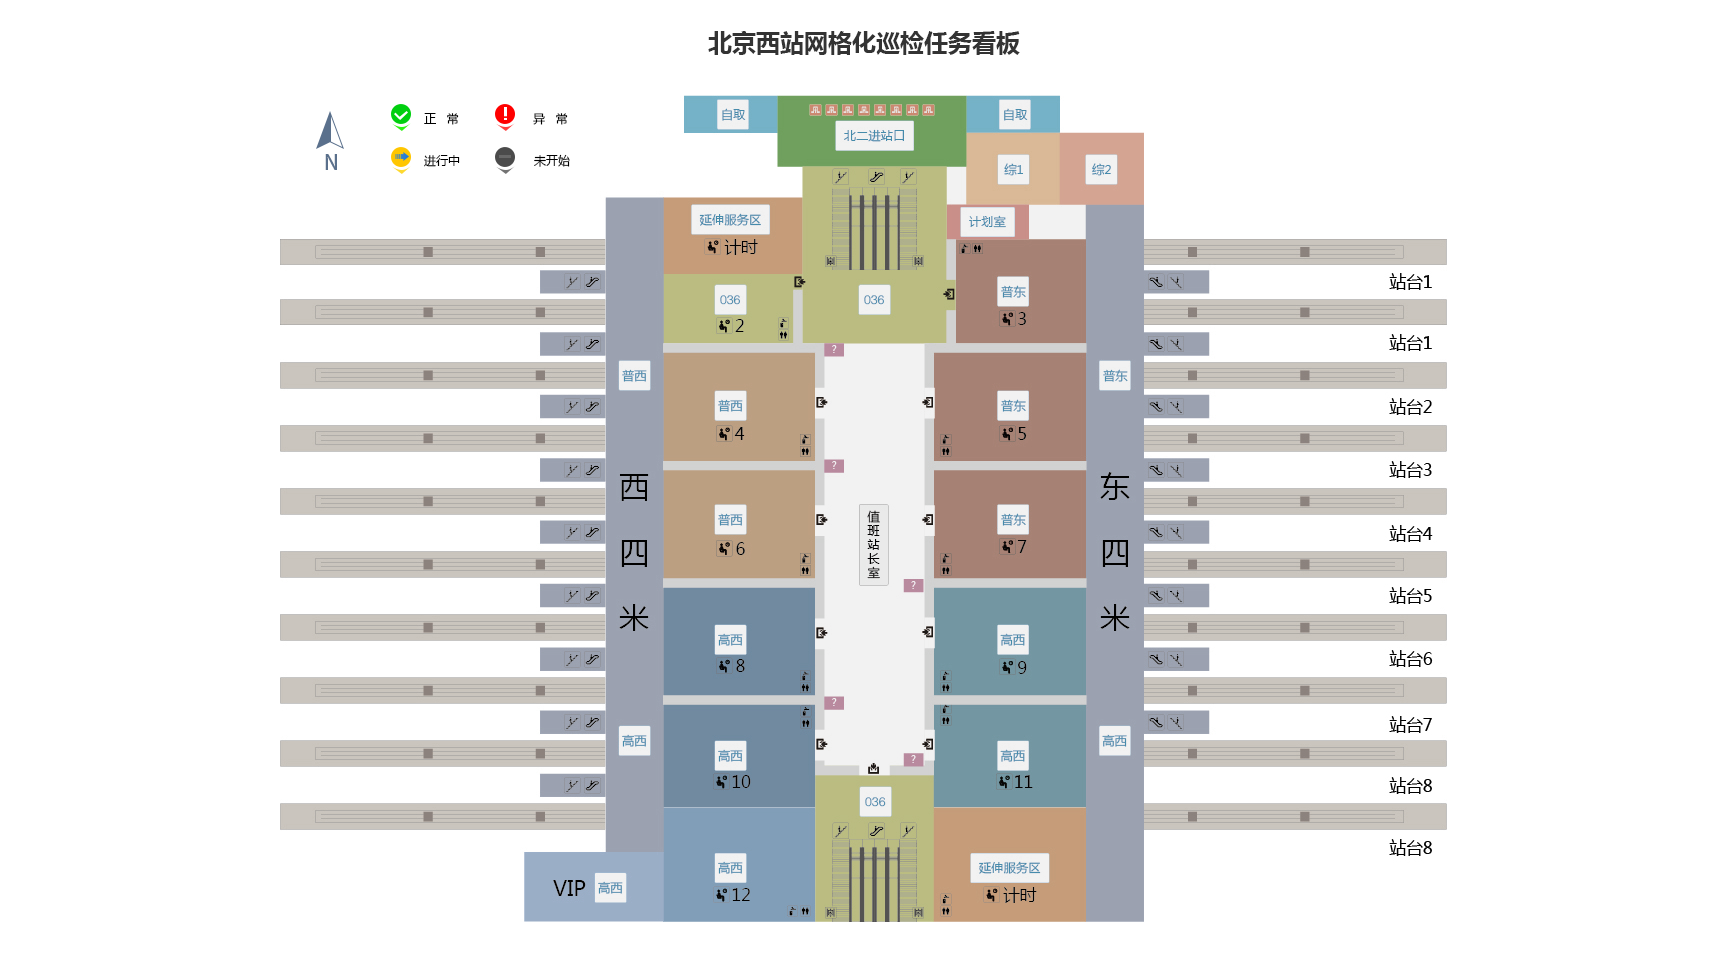 北京西站网格化巡检任务看板
正 常
异 常
进行中
未开始
N
自取
北二进站口
自取
综1
综2
延伸服务区
计时
计划室
036
2
036
普东
3
站台1
?
站台1
普西
普西
4
普东
5
普东
站台2
?
站台3
西四米
普西
6
值班站长室
普东
7
东四米
站台4
?
站台5
高西
8
高西
9
站台6
?
高西
高西
10
高西
11
高西
站台7
?
站台8
036
站台8
VIP
高西
高西
12
延伸服务区
计时